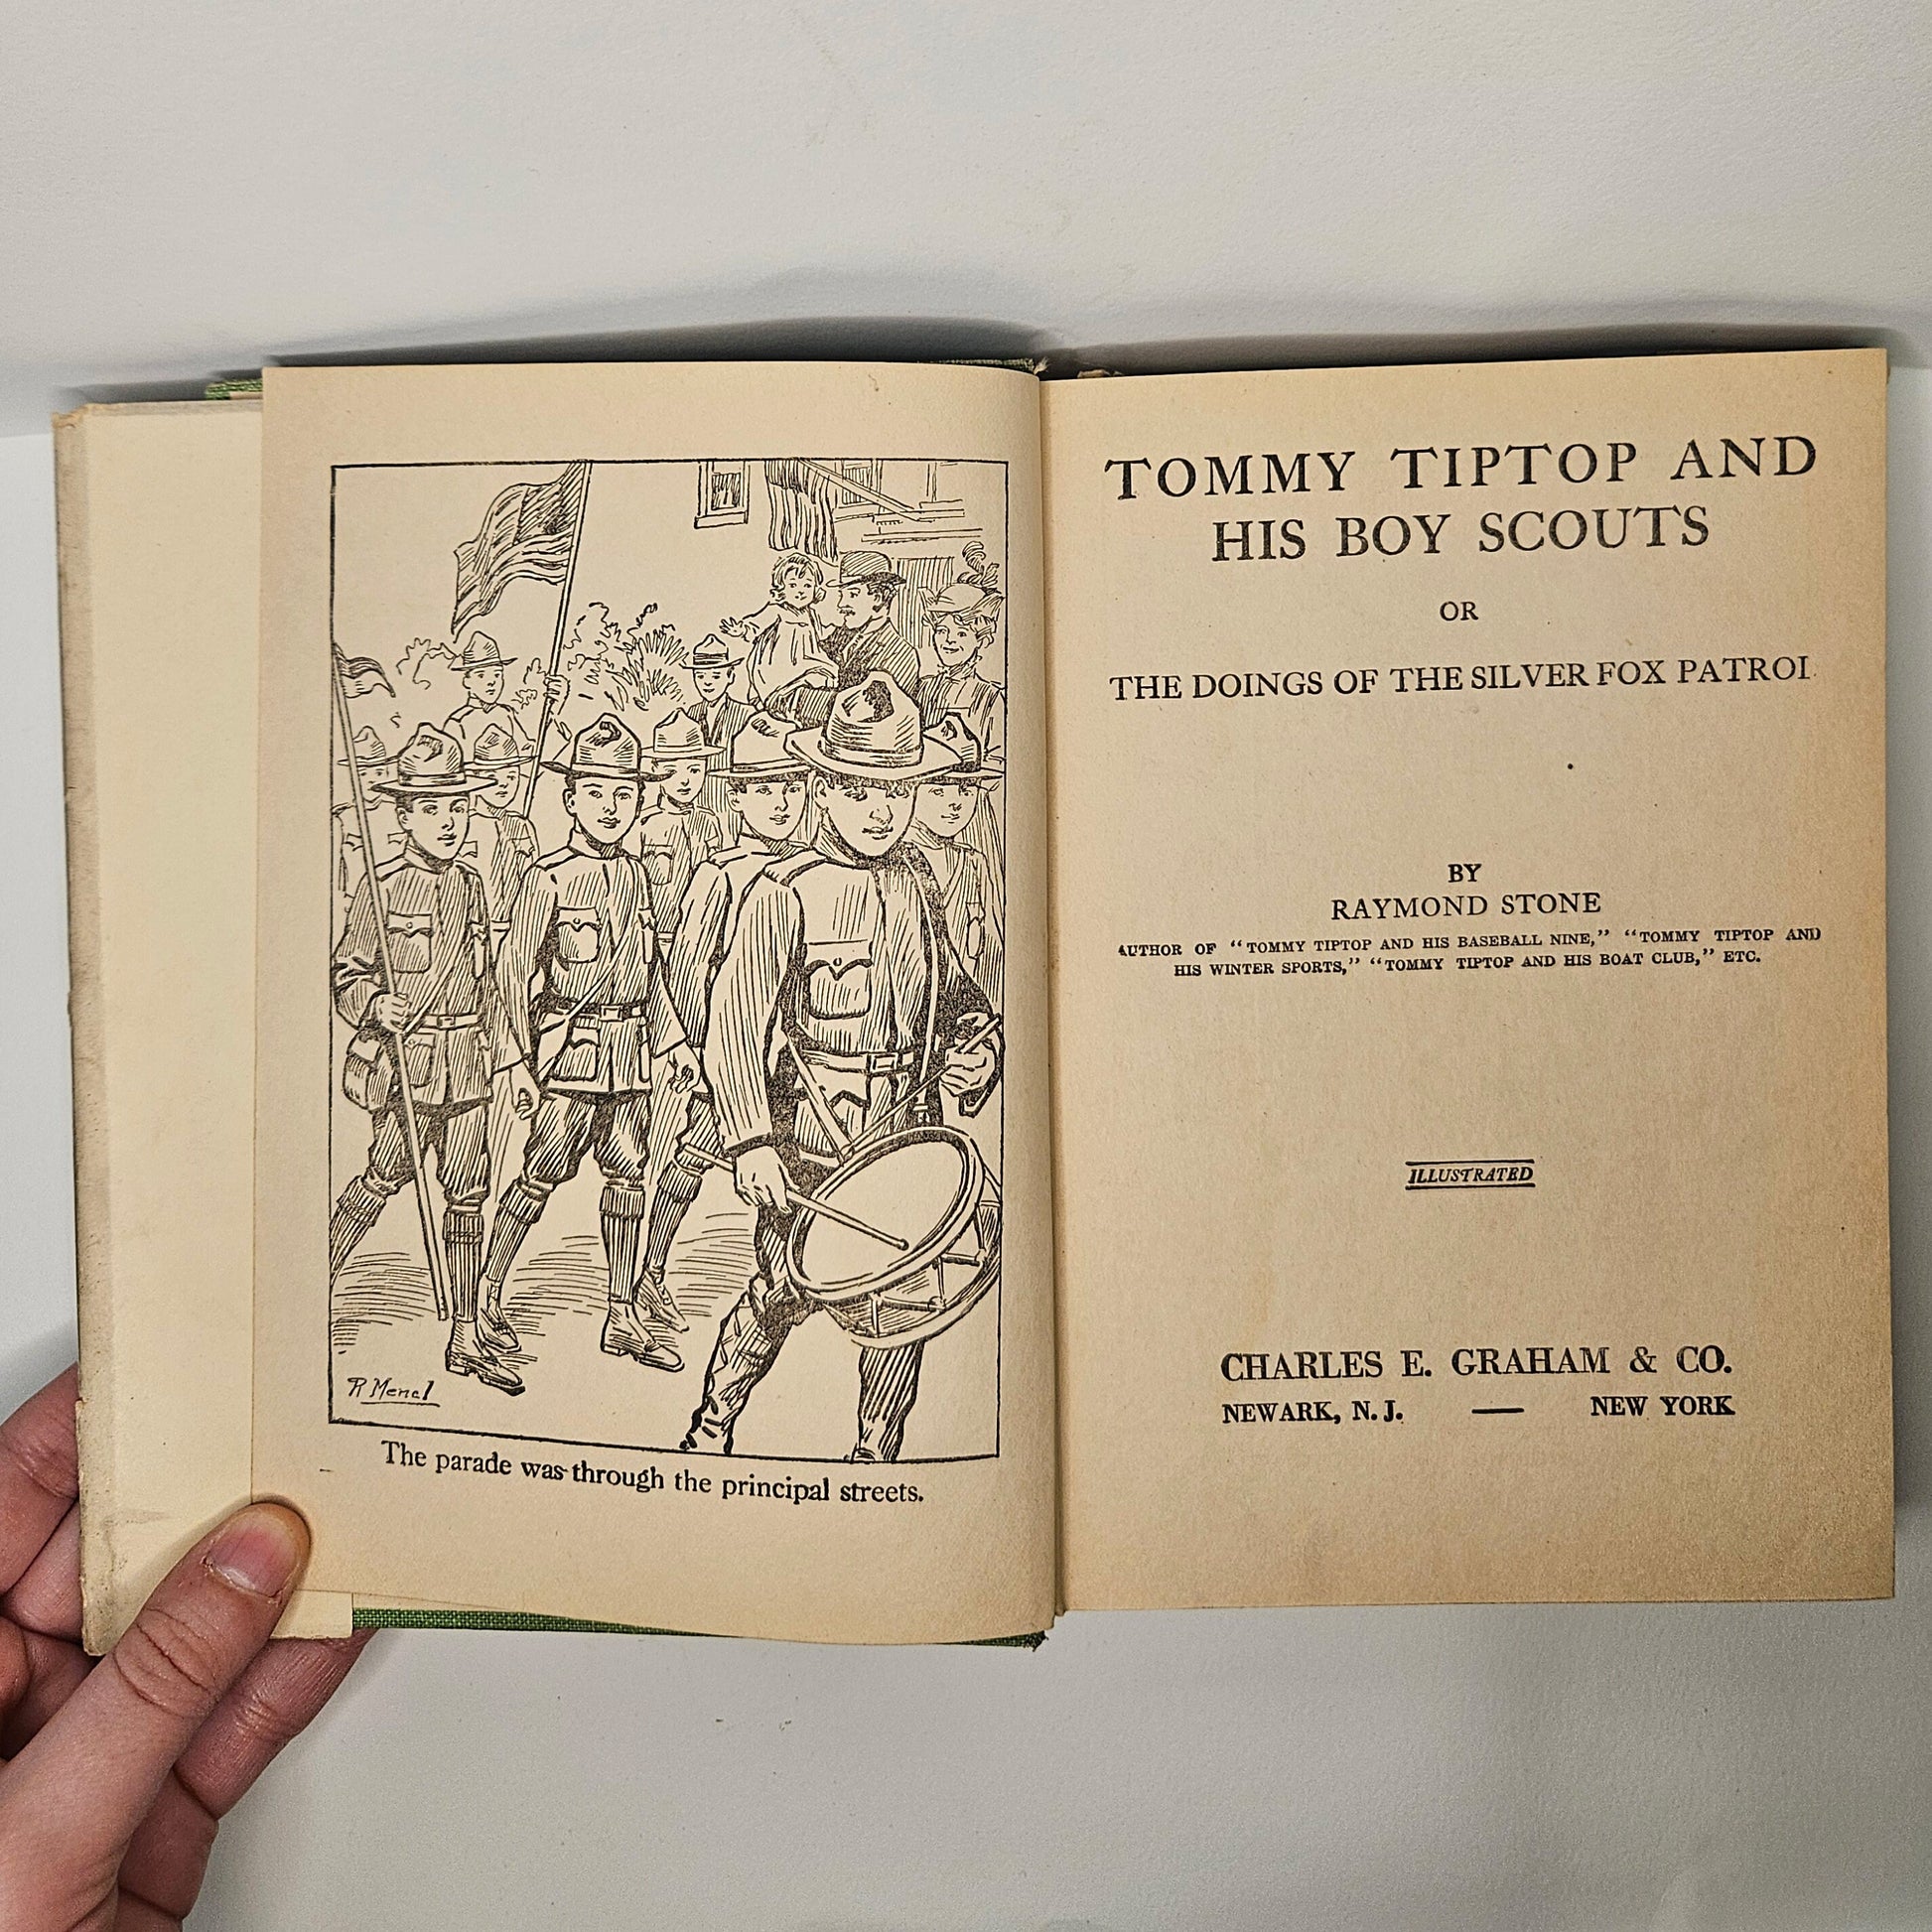 R Mencl
The parade was through the principal streets.
TOMMY TIPTOP AND
HIS BOY SCOUTS
OR
THE DOINGS OF THE SILVER FOX PATROL
BY
RAYMOND STONE
AUTHOR OF "TOMMY TIPTOP AND HIS BASEBALL NINE," "TOMMY TIPTOP AND
HIS WINTER SPORTS," "TOMMY TIPTOP AND HIS BOAT CLUB," ETC.
ILLUSTRATED
CHARLES E. GRAHAM & CO.
NEWARK, N. J. — NEW YORK